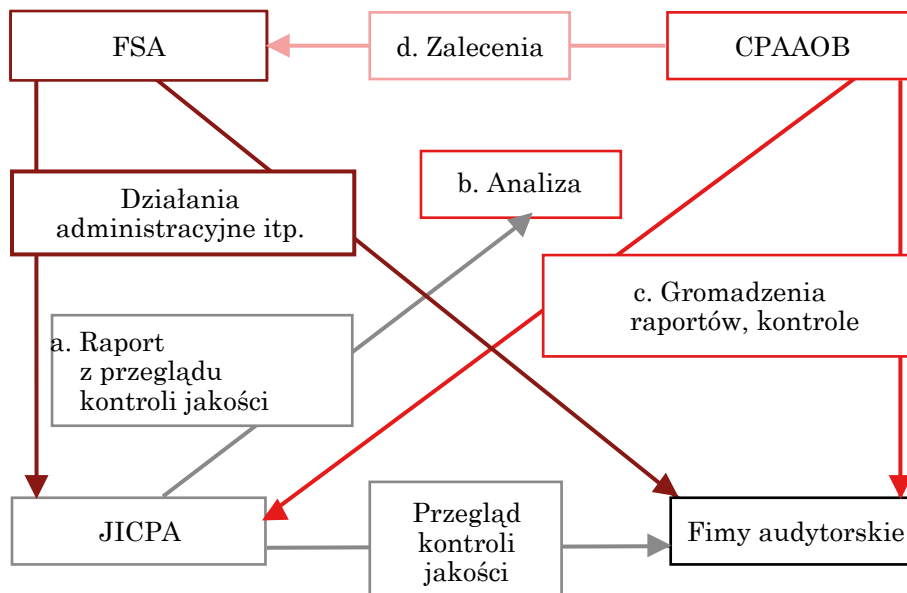 FSA
d. Zalecenia
CPAAOB
b. Analiza
Działania
administracyjne itp.
c. Gromadzenia
raportów, kontrole
a. Raport
z przeglądu
kontroli jakości
JICPA
Przegląd
kontroli
jakości
Fimy audytorskie